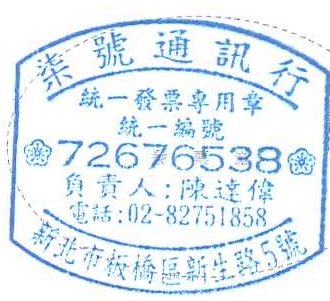 柒號通訊行
統一發票專用章
統一編號
72676538
負責人:陳達偉
電話:02-82751858
新北市板橋區新生路5號